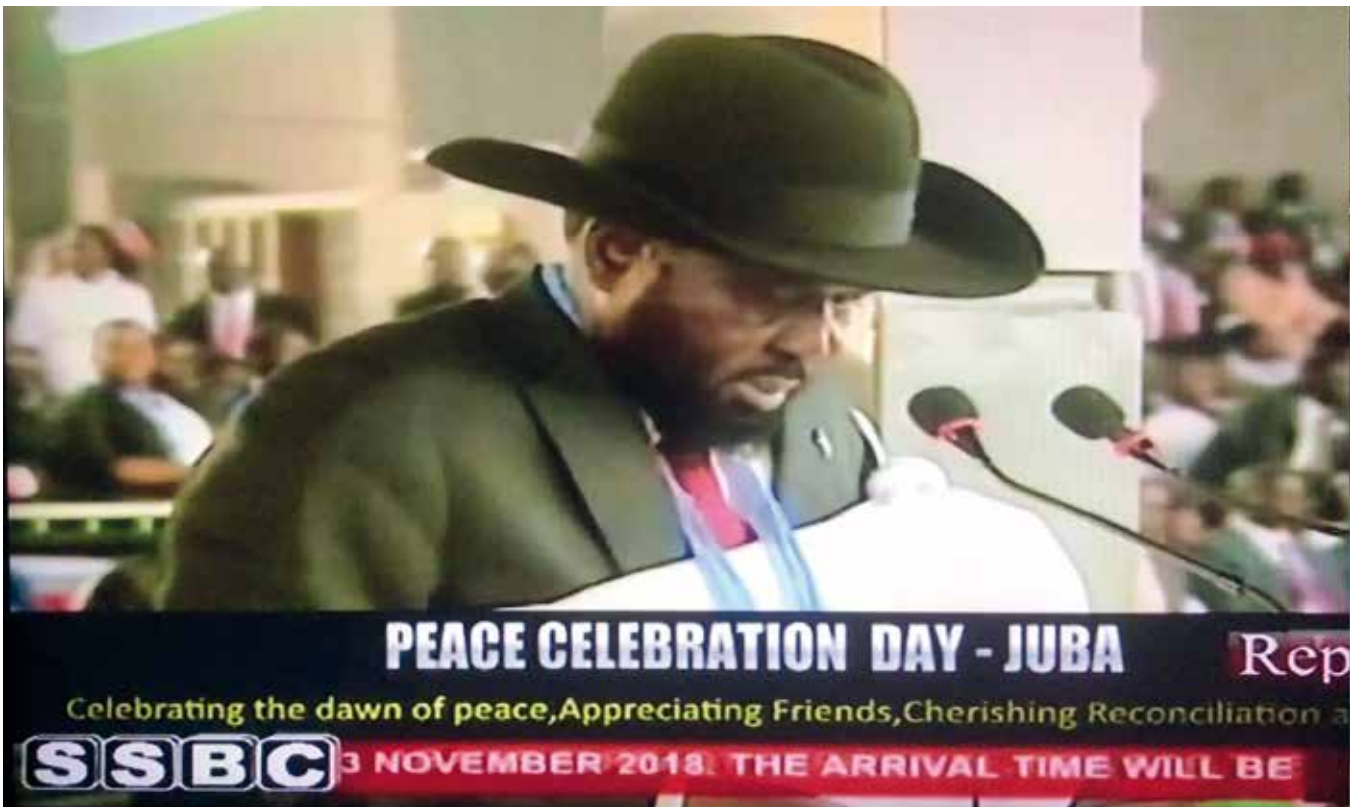 PEACE CELEBRATION DAY - JUBA
Rep
Celebrating the dawn of peace,Appreciating Friends,Cherishing Reconciliation a
SSBC
3 NOVEMBER 2018. THE ARRIVAL TIME WILL BE